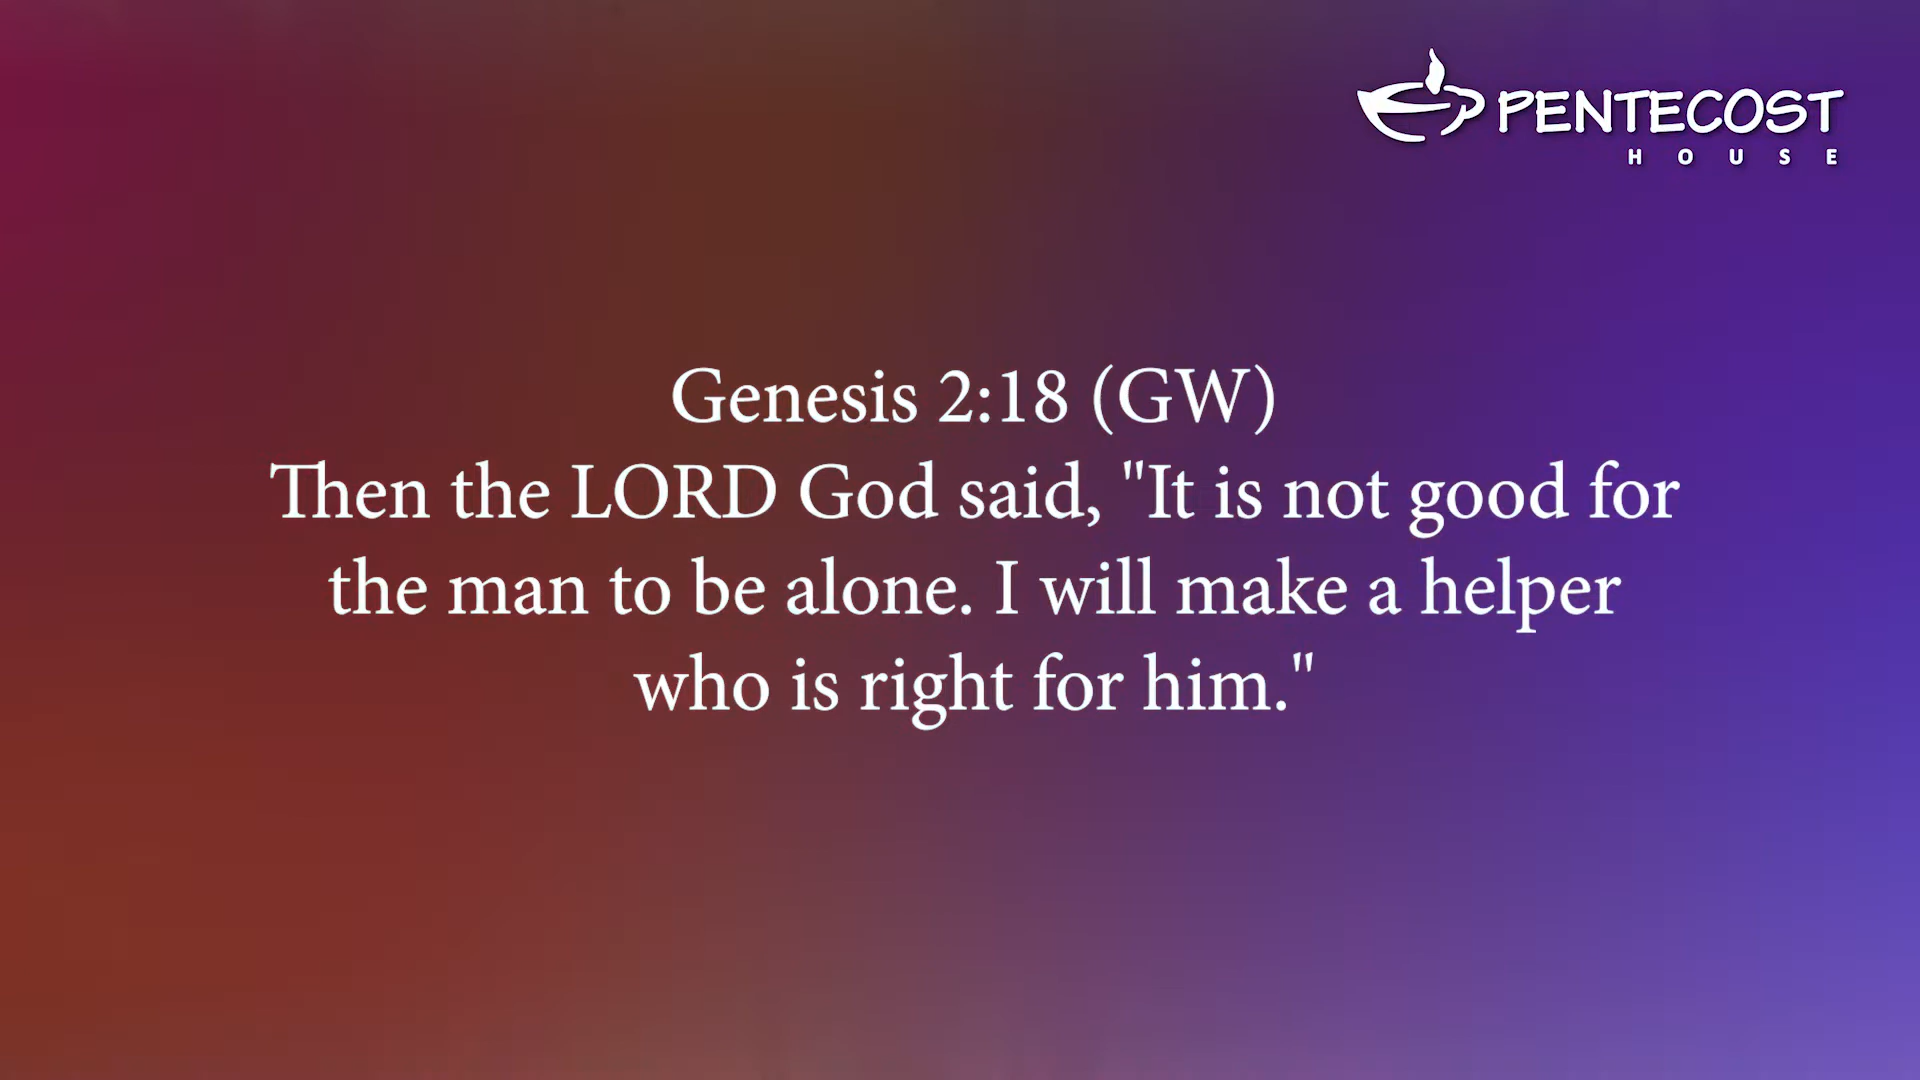 PENTECOST
HOUSE
Genesis 2:18 (GW)
Then the LORD God said, "It is not good for
the man to be alone. I will make a helper
who is right for him."